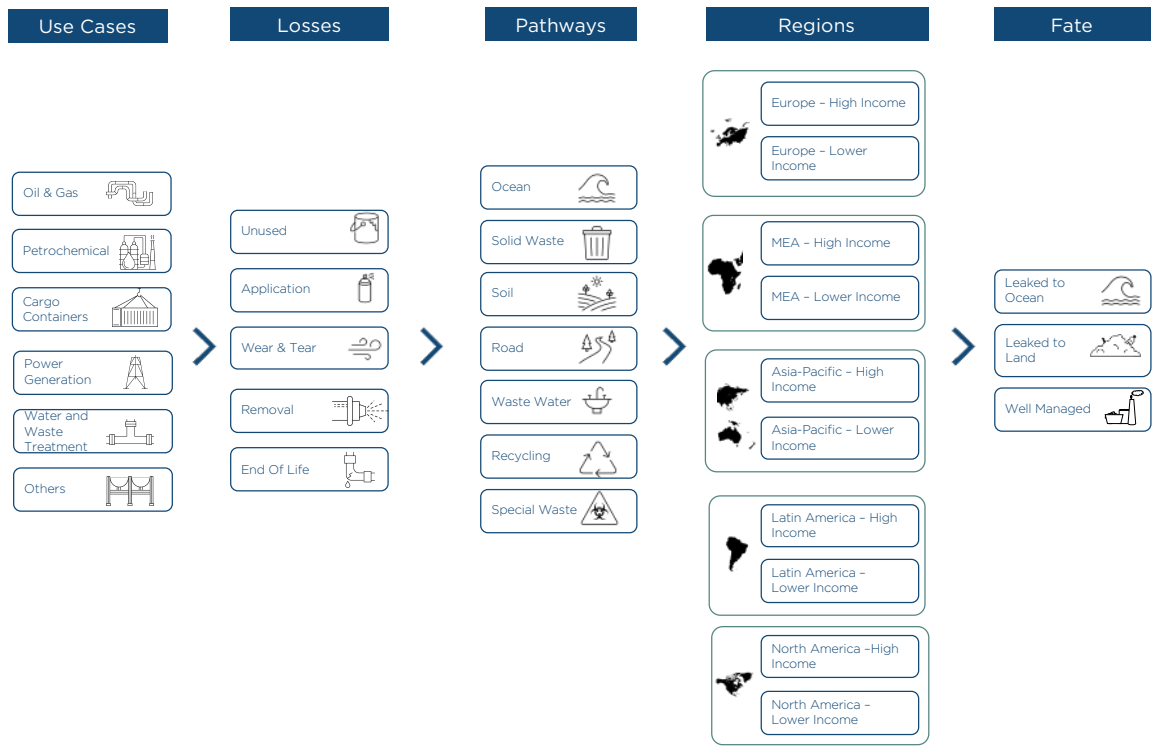 Use Cases
Losses
Pathways
Regions
Fate
Oil & Gas
Petrochemical
Cargo
Containers
Power
Generation
Water and
Waste
Treatment
Others
Unused
Application
Wear & Tear
Removal
End Of Life
Ocean
Solid Waste
Soil
Road
Waste Water
Recycling
Special Waste
Europe – High Income
Europe – Lower
Income
MEA – High Income
MEA – Lower Income
Asia-Pacific – High
Income
Asia-Pacific – Lower
Income
Latin America – High
Income
Latin America –
Lower Income
North America –High
Income
North America –
Lower Income
Leaked to
Ocean
Leaked to
Land
Well Managed